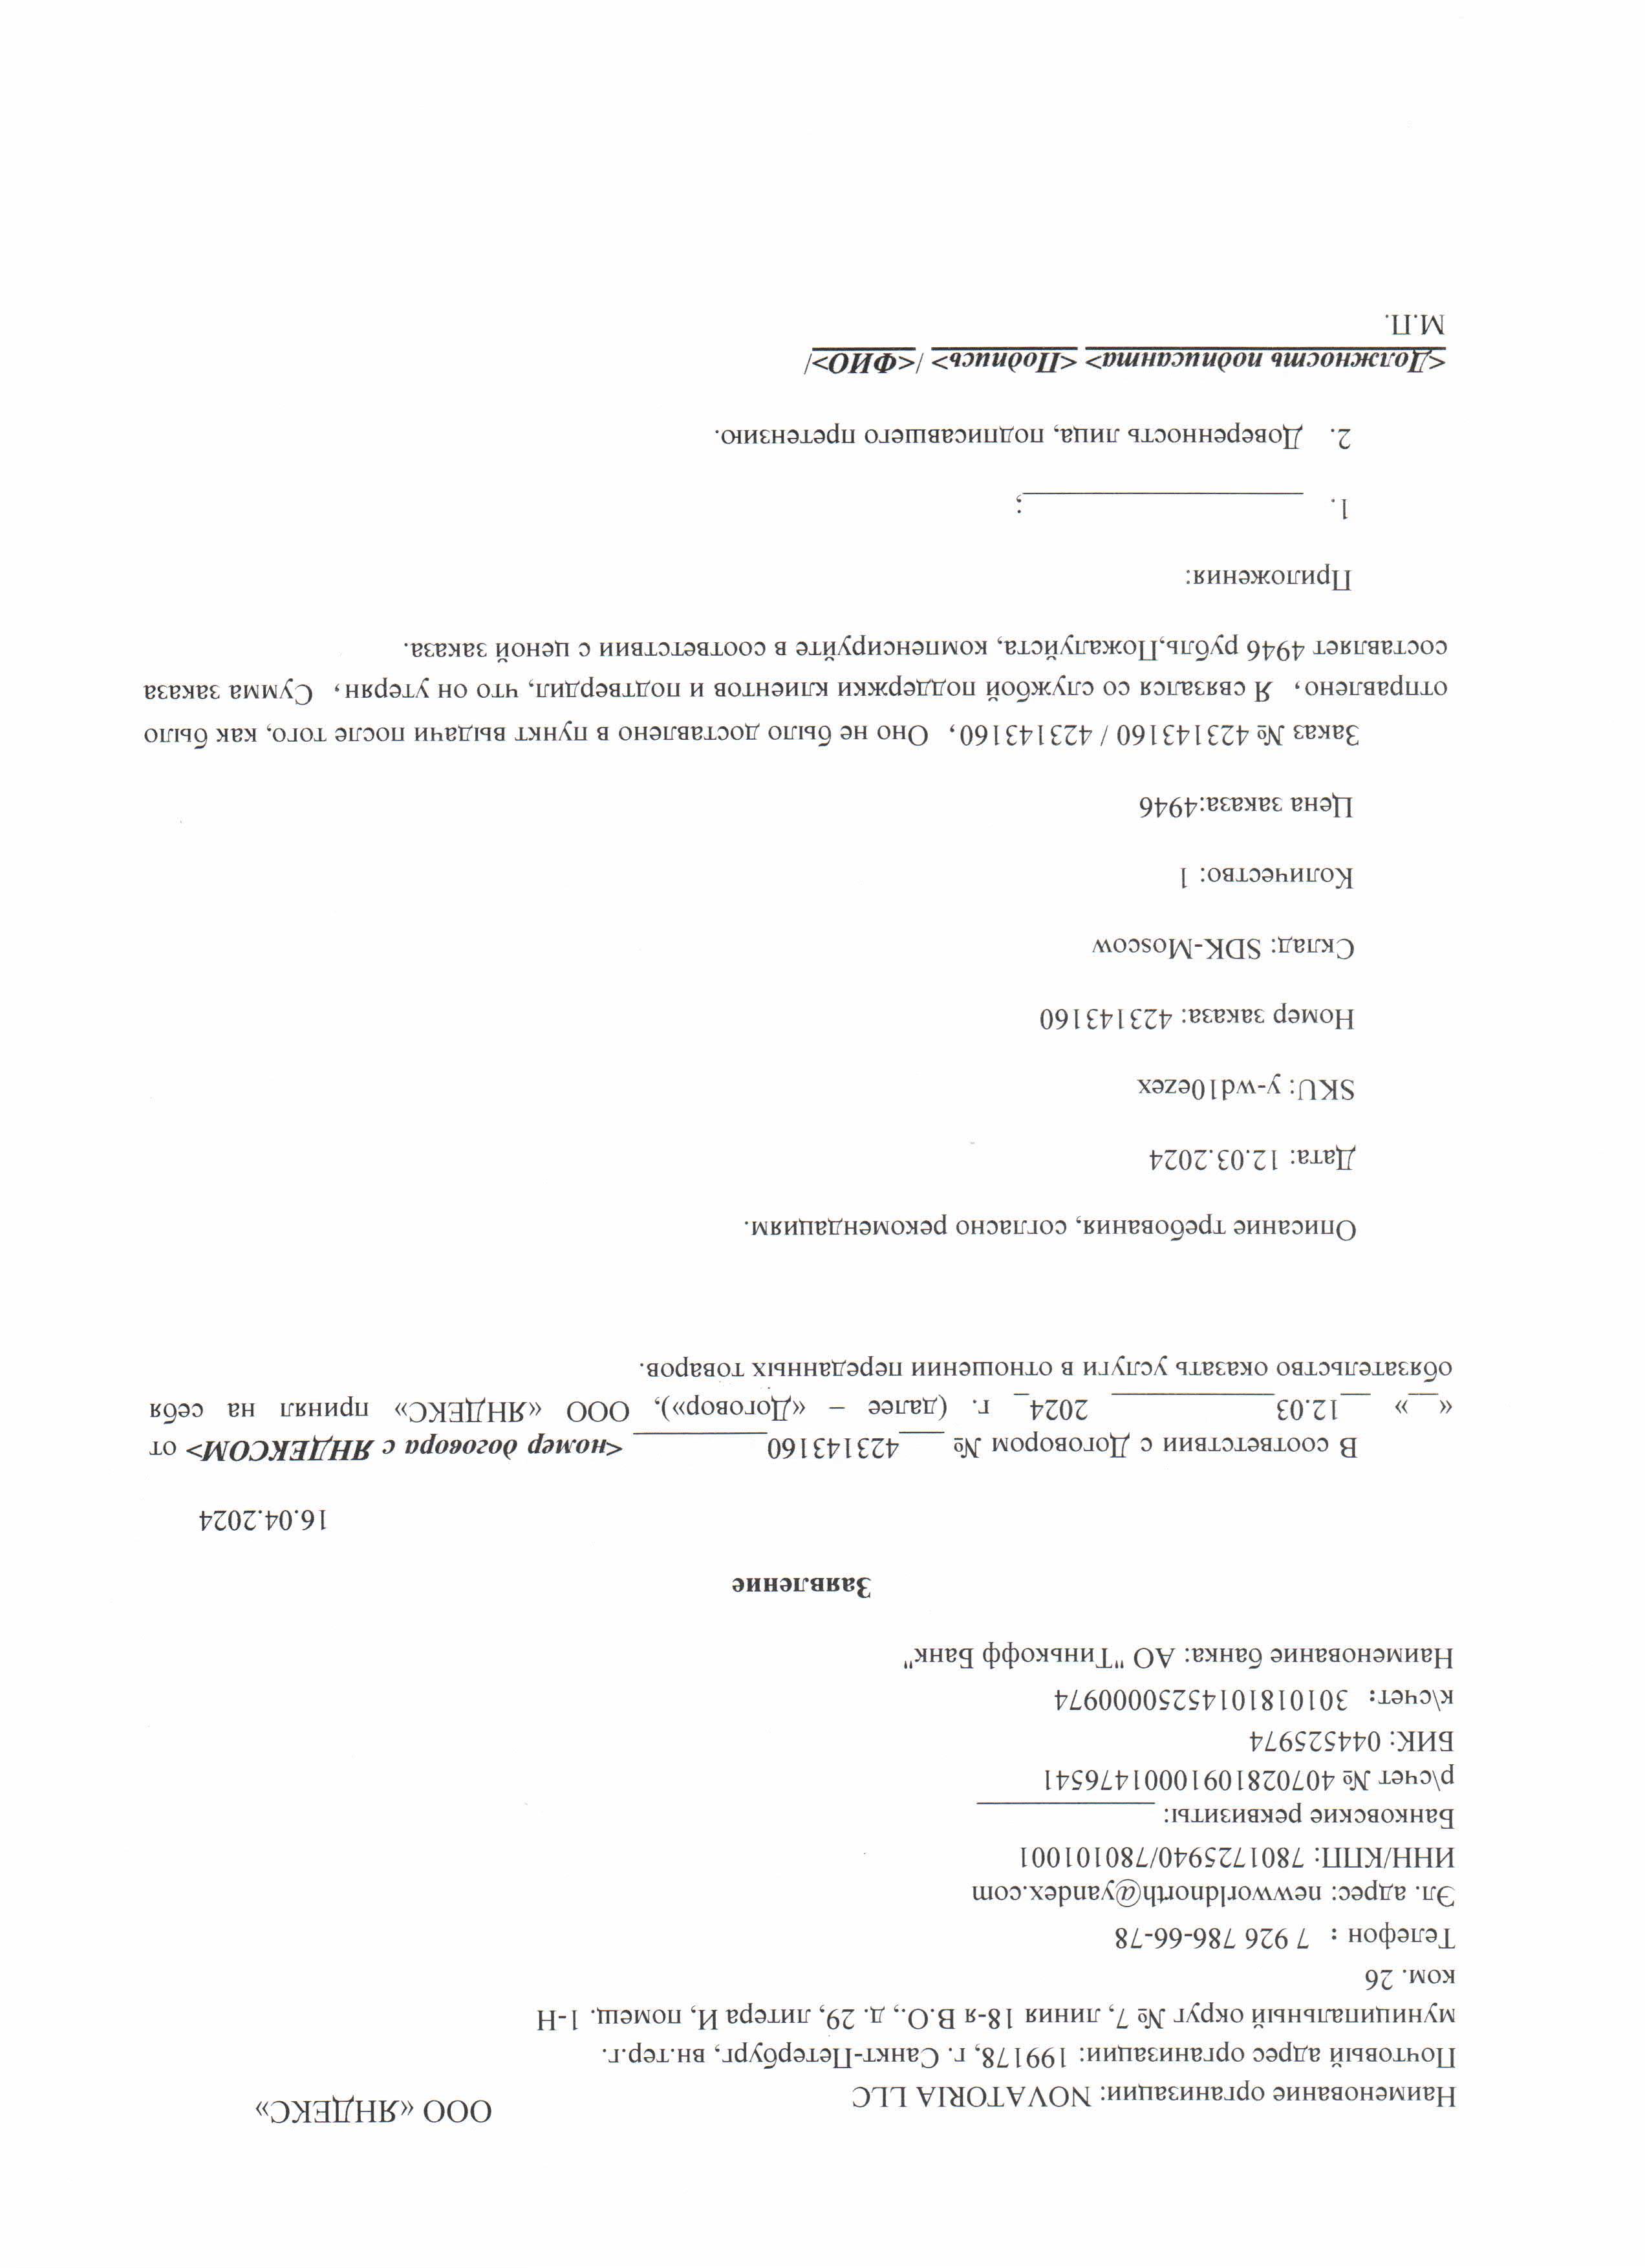 ООО «ЯНДЕКС»
Наименование организации: NOVATORIA LLC
Почтовый адрес организации: 199178, г. Санкт-Петербург, вн.тер.г.
муниципальный округ № 7, линия 18-я В.О., д. 29, литера И, помещ. 1-Н
ком. 26
Телефон： 7 926 786-66-78
Эл. адрес: newworldnorth@yandex.com
ИНН/КПП: 7801725940/780101001
Банковские реквизиты: ____________
р\счет № 40702810910001476541
БИК: 044525974
к\счет：30101810145250000974
Наименование банка: АО "Тинькофф Банк"
Заявление
16.04.2024
В соответствии с Договором № ___423143160_________ <номер договора с ЯНДЕКСОМ> от
«__» __12.03___________ 2024_ г. (далее – «Договор»), ООО «ЯНДЕКС» принял на себя
обязательство оказать услуги в отношении переданных товаров.
Описание требования, согласно рекомендациям.
Дата: 12.03.2024
SKU: y-wd10ezex
Номер заказа: 423143160
Склад: SDK-Moscow
Количество: 1
Цена заказа:4946
Заказ № 423143160 / 423143160，Оно не было доставлено в пункт выдачи после того, как было
отправлено，Я связался со службой поддержки клиентов и подтвердил, что он утерян，Сумма заказа
составляет 4946 рубль,Пожалуйста, компенсируйте в соответствии с ценой заказа.
Приложения:
1. ___________________;
2. Доверенность лица, подписавшего претензию.
<Должность подписанта> <Подпись> /<ФИО>/
М.П.